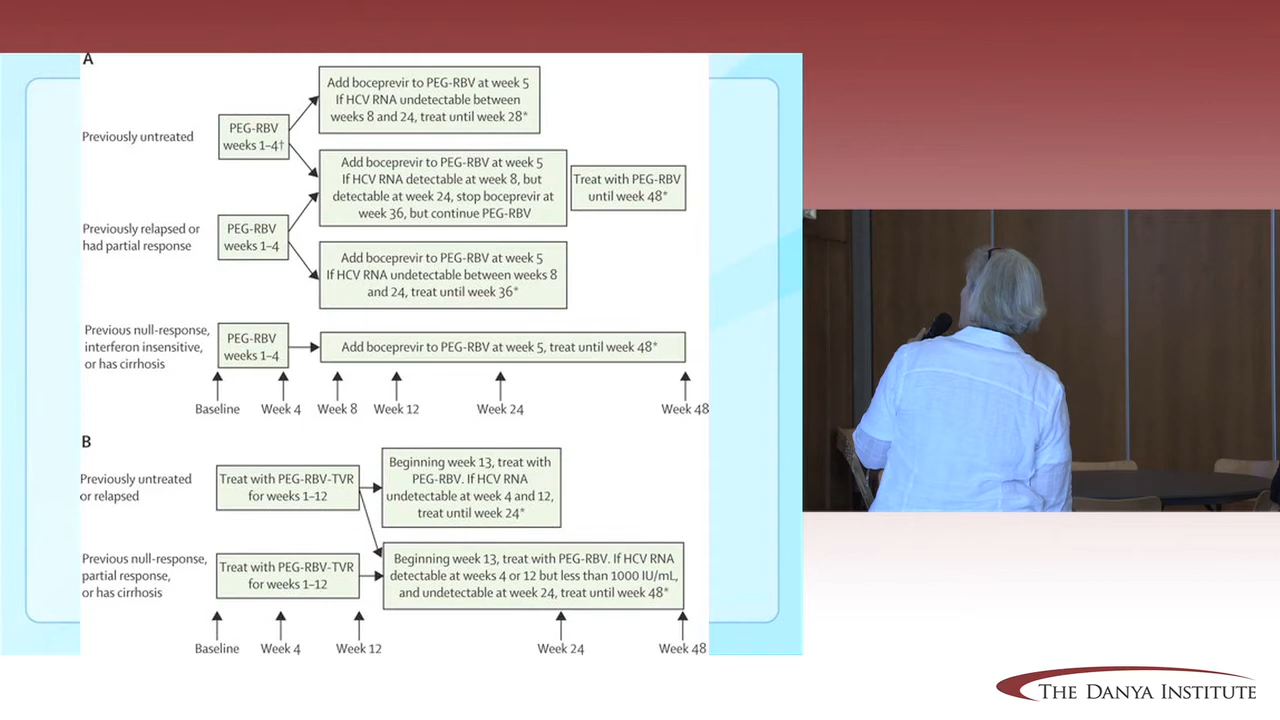 A
Previously untreated
PEG-RBV
weeks 1–4†
Add boceprevir to PEG-RBV at week 5
If HCV RNA undetectable between
weeks 8 and 24, treat until week 28*
Add boceprevir to PEG-RBV at week 5
If HCV RNA detectable at week 8, but
detectable at week 24, stop boceprevir at
week 36, but continue PEG-RBV
Treat with PEG-RBV
until week 48*
Previously relapsed or
had partial response
PEG-RBV
weeks 1–4
Add boceprevir to PEG-RBV at week 5
If HCV RNA undetectable between weeks 8
and 24, treat until week 36*
Previous null-response,
interferon insensitive,
or has cirrhosis
PEG-RBV
weeks 1–4
Add boceprevir to PEG-RBV at week 5, treat until week 48*
Baseline Week 4 Week 8 Week 12 Week 24 Week 48
B
Previously untreated
or relapsed
Treat with PEG-RBV-TVR
for weeks 1–12
Beginning week 13, treat with
PEG-RBV. If HCV RNA
undetectable at week 4 and 12,
treat until week 24*
Previous null-response,
partial response,
or has cirrhosis
Treat with PEG-RBV-TVR
for weeks 1–12
Beginning week 13, treat with PEG-RBV. If HCV RNA
detectable at weeks 4 or 12 but less than 1000 IU/mL,
and undetectable at week 24, treat until week 48*
Baseline Week 4 Week 12 Week 24 Week 48
THE DANYA INSTITUTE